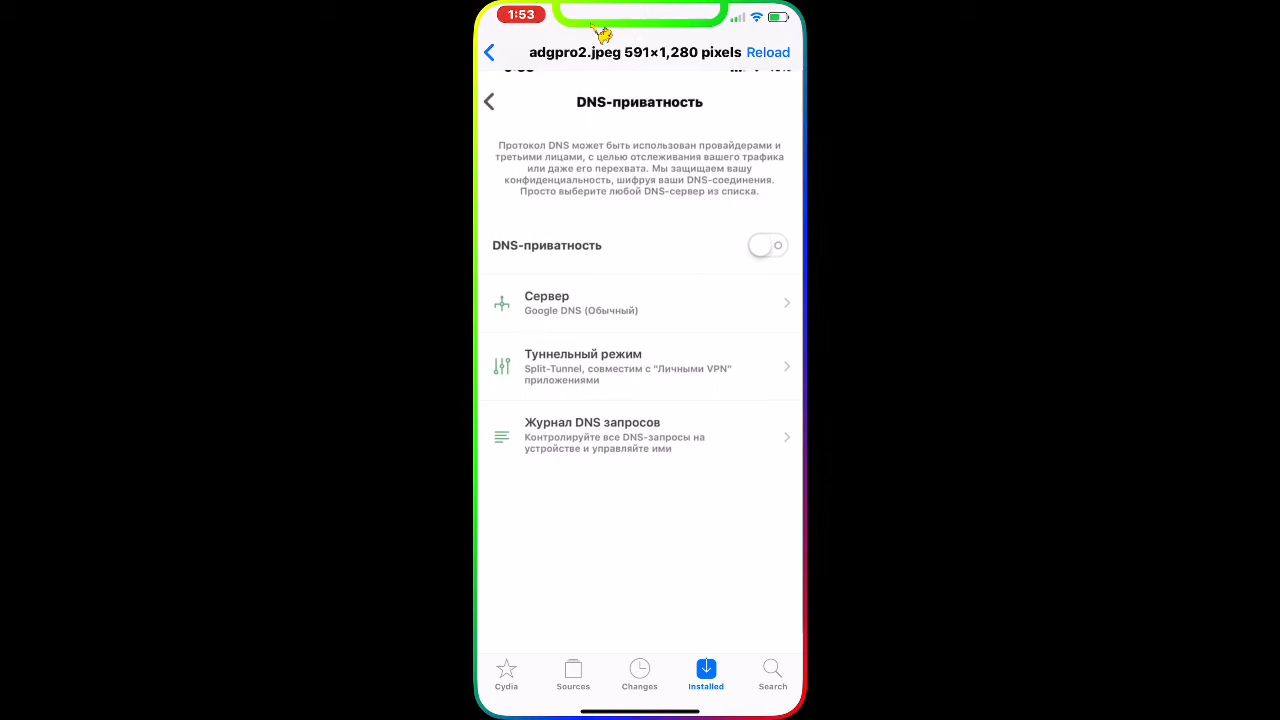 1:53
adgpro2.jpeg 591×1,280 pixels
Reload
DNS-приватность
Протокол DNS может быть использован провайдерами и
третьими лицами, с целью отслеживания вашего трафика
или даже его перехвата. Мы защищаем вашу
конфиденциальность, шифруя ваши DNS-соединения.
Просто выберите любой DNS-сервер из списка.
DNS-приватность
Сервер
Google DNS (Обычный)
Туннельный режим
Split-Tunnel, совместим с "Личными VPN"
приложениями
Журнал DNS запросов
Контролируйте все DNS-запросы на
устройстве и управляйте ими
Cydia
Sources
Changes
Installed
Search